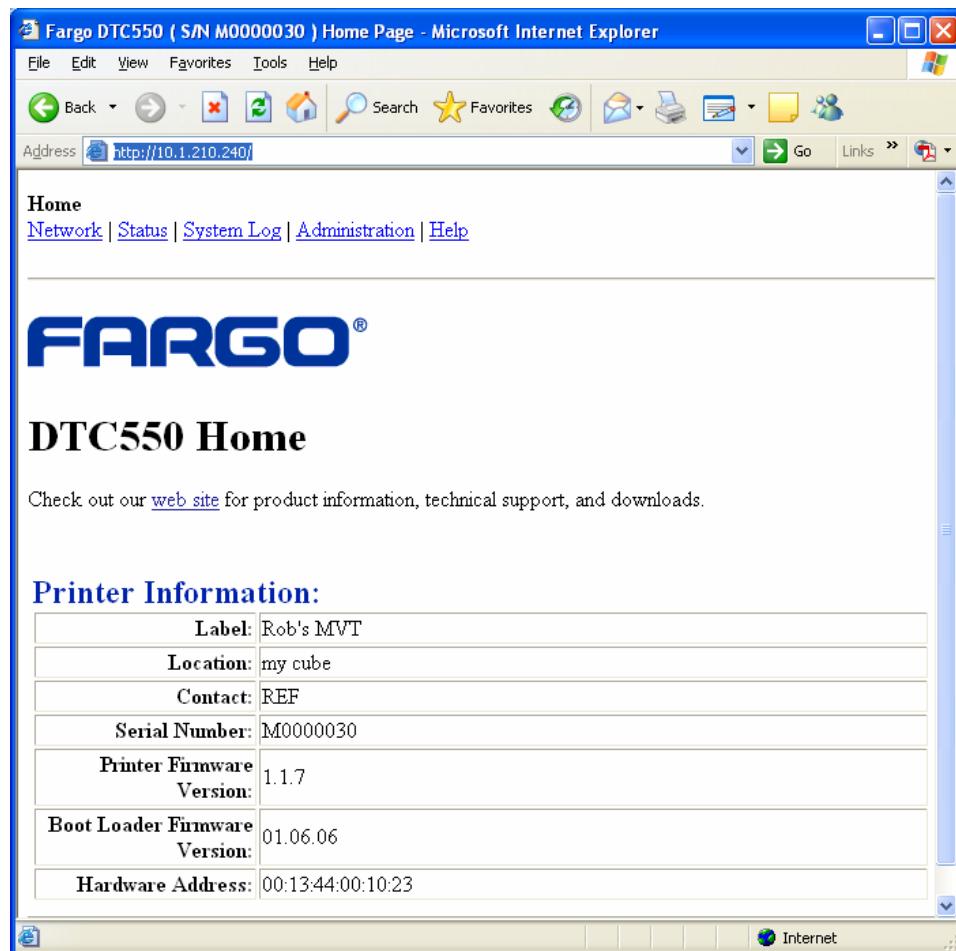 Fargo DTC550 ( S/N M0000030 ) Home Page - Microsoft Internet Explorer
File Edit View Favorites Tools Help
Back Search Favorites
Address http://10.1.210.240/ Go Links »
Home
Network | Status | System Log | Administration | Help
FARGO®
DTC550 Home
Check out our web site for product information, technical support, and downloads.
Printer Information:
Label: Rob's MVT
Location: my cube
Contact: REF
Serial Number: M0000030
Printer Firmware
Version: 1.1.7
Boot Loader Firmware
Version: 01.06.06
Hardware Address: 00:13:44:00:10:23
Internet